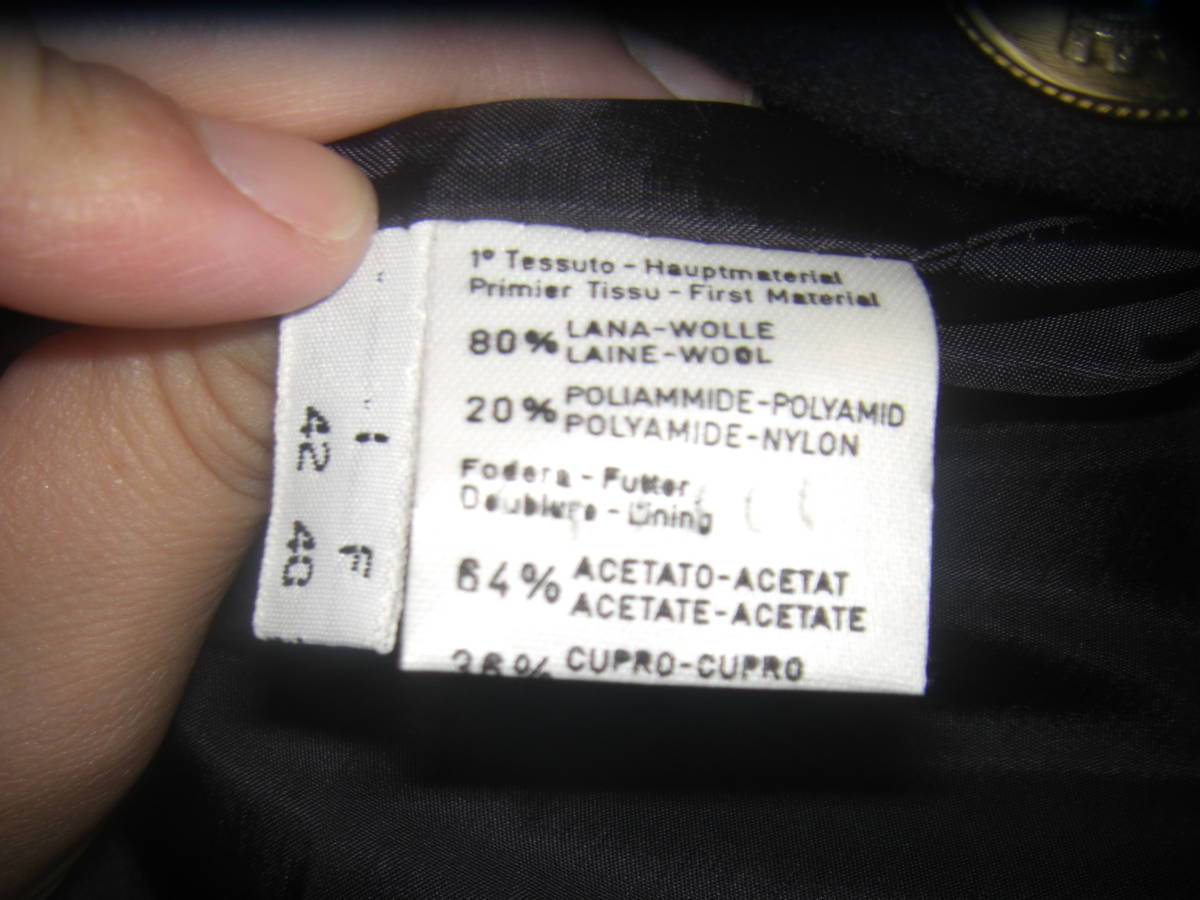 1° Tessuto - Hauptmaterial
Primier Tissu - First Material
80% LANA-WOLLE
LAINE-WOOL
20% POLIAMMIDE-POLYAMID
POLYAMIDE-NYLON
Fodera - Futter
Doublure - Lining
64% ACETATO-ACETAT
ACETATE-ACETATE
36% CUPRO-CUPRO
I F
42 40